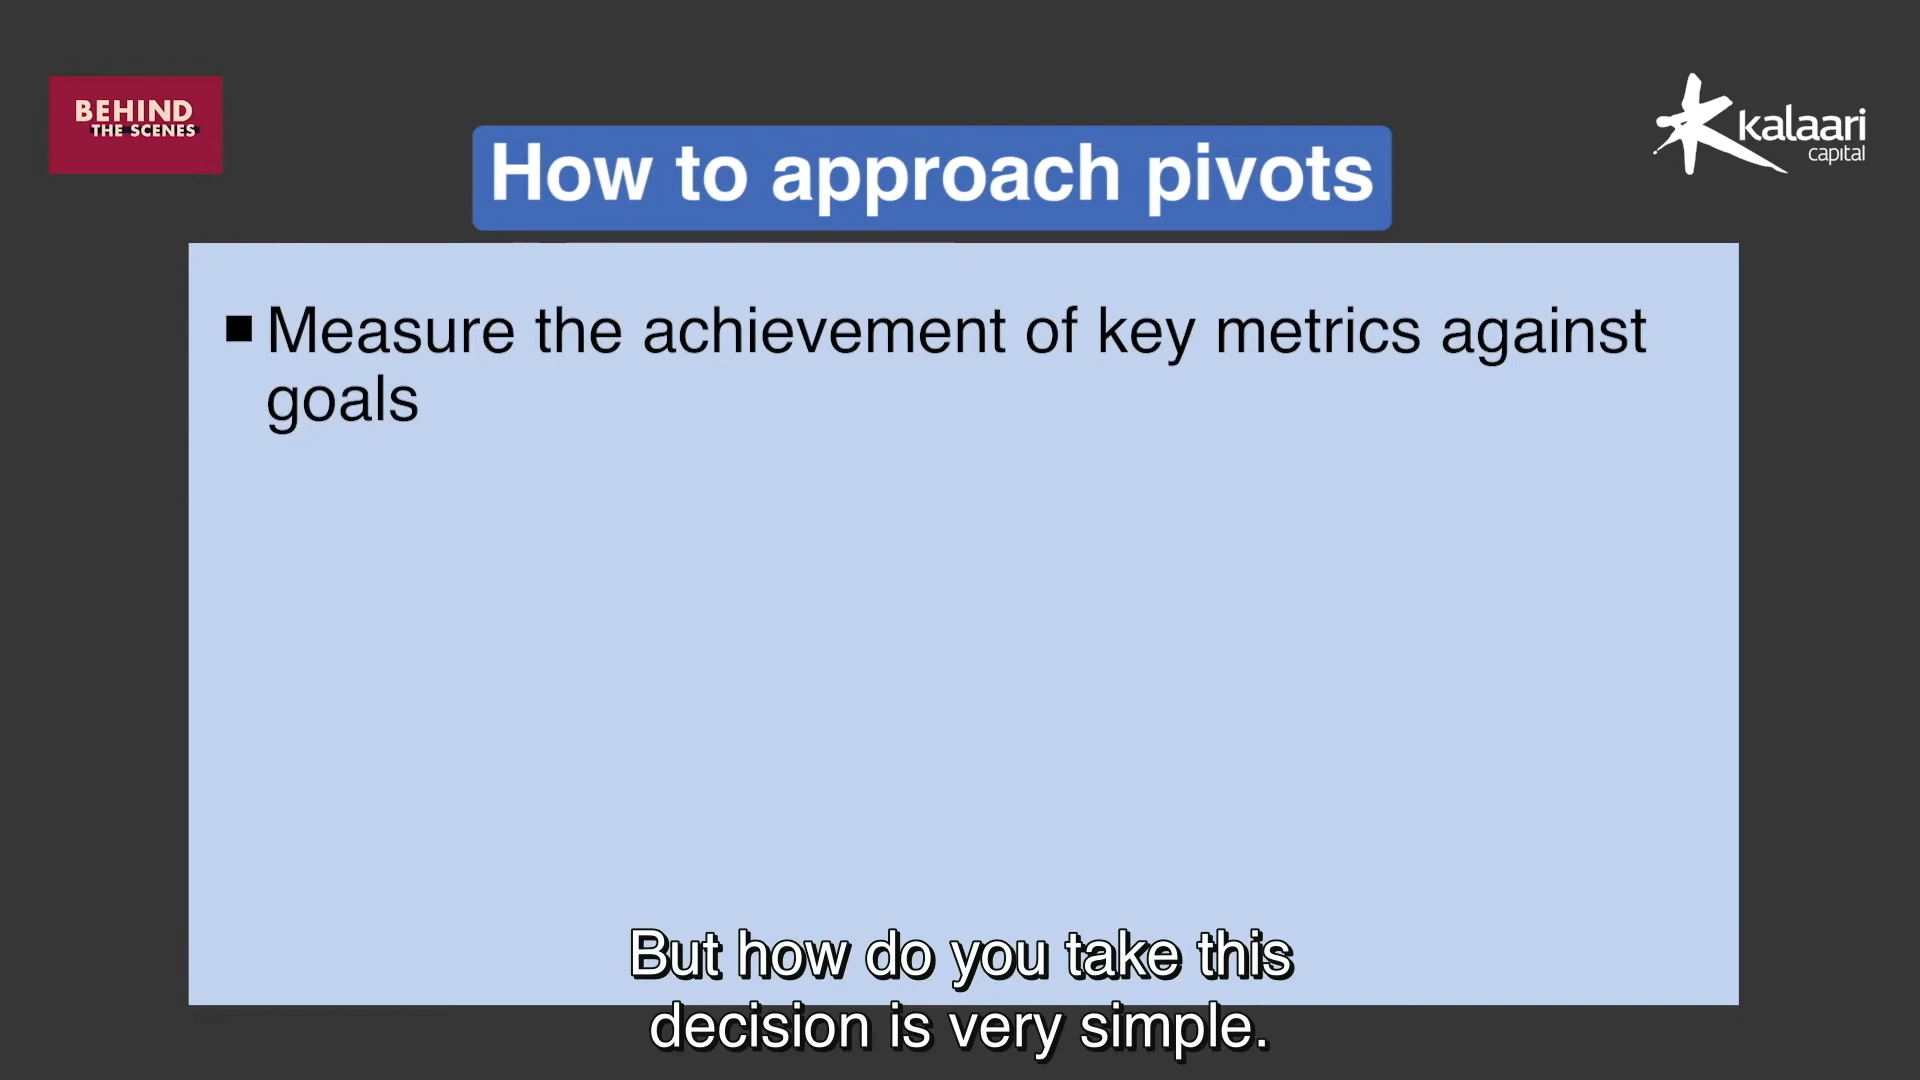 BEHIND
THE SCENES
kalaari
capital
How to approach pivots
■ Measure the achievement of key metrics against
goals
But how do you take this
decision is very simple.